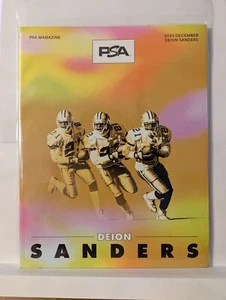 PSA
PSA MAGAZINE
2023 DECEMBER
DEION SANDERS
DEION
SANDERS